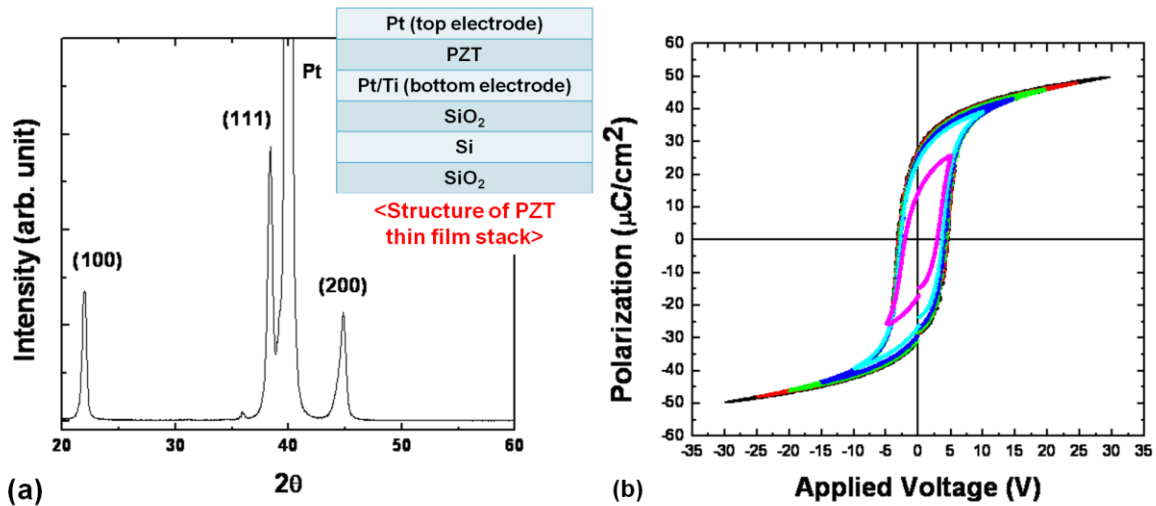 Pt (top electrode)
PZT
Pt/Ti (bottom electrode)
SiO₂
Si
SiO₂
<Structure of PZT
thin film stack>
Pt
(111)
(100)
(200)
Intensity (arb. unit)
20 30 40 50 60
2θ
(a)
60
50
40
30
20
10
0
-10
-20
-30
-40
-50
-60
Polarization (μC/cm²)
-35 -30 -25 -20 -15 -10 -5 0 5 10 15 20 25 30 35
Applied Voltage (V)
(b)